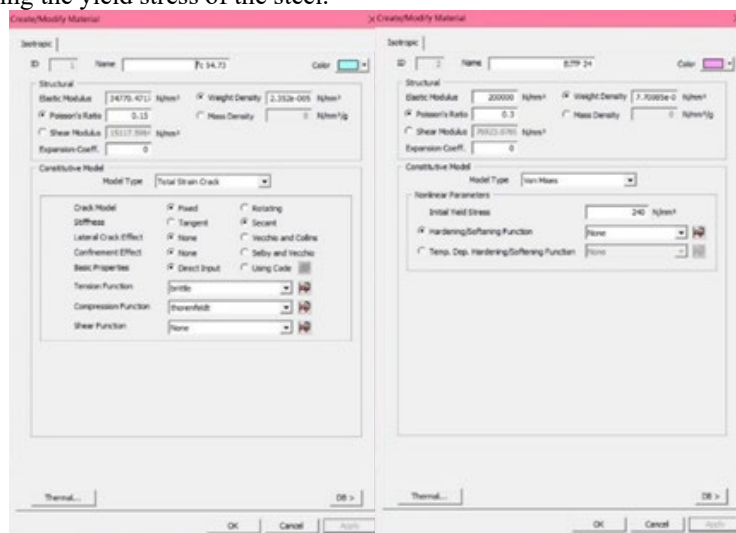 ing the yield stress of the steel.
Create/Modify Material
Isotropic
ID 1 Name fc 34.73 Color
Structural
Elastic Modulus N/mm² Weight Density 2.352e-005 N/mm³
Poisson's Ratio 0.15 Mass Density 0 N/mm³/g
Shear Modulus N/mm²
Expansion Coeff. 0
Constitutive Model
Model Type Total Strain Crack
Crack Model Fixed Rotating
Stiffness Tangent Secant
Lateral Crack Effect None Vecchio and Collins
Confinement Effect None Selby and Vecchio
Basic Properties Direct Input Using Code
Tension Function brittle
Compression Function thorenfeldt
Shear Function None
Thermal... DB >
OK Cancel Apply
Create/Modify Material
Isotropic
ID 2 Name BJTP 24 Color
Structural
Elastic Modulus 200000 N/mm² Weight Density N/mm³
Poisson's Ratio 0.3 Mass Density 0 N/mm³/g
Shear Modulus N/mm²
Expansion Coeff. 0
Constitutive Model
Model Type Von Mises
Nonlinear Parameters
Initial Yield Stress 240 N/mm²
Hardening/Softening Function None
Temp. Dep. Hardening/Softening Function None
Thermal... DB >
OK Cancel Apply